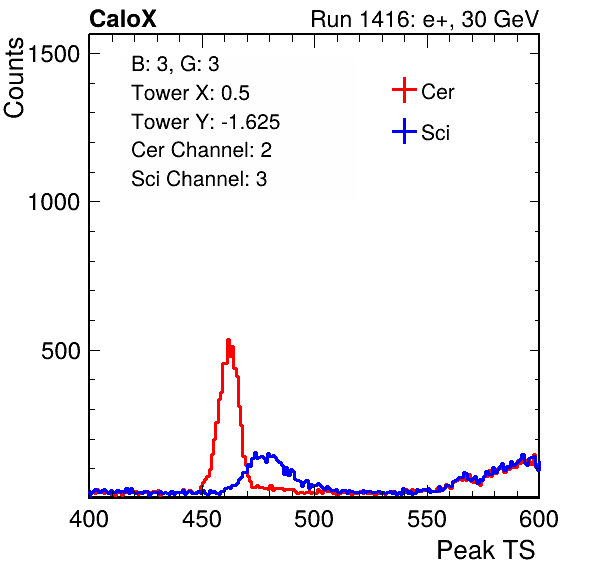 CaloX Run 1416: e+, 30 GeV
B: 3, G: 3
Tower X: 0.5
Tower Y: -1.625
Cer Channel: 2
Sci Channel: 3
Cer
Sci
Counts
1500
1000
500
400 450 500 550 600
Peak TS